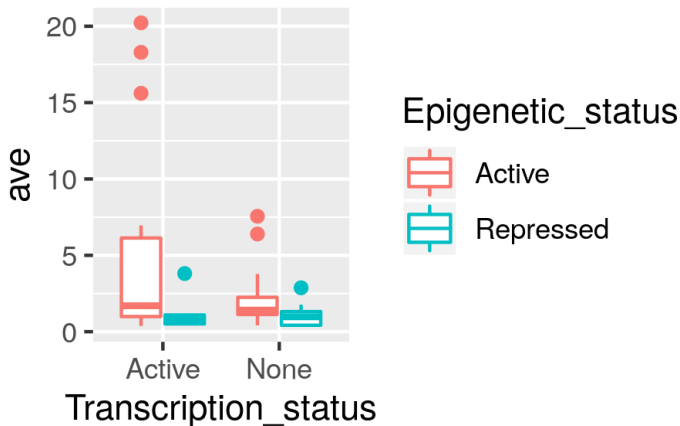 20
15
10
5
0
ave
Active None
Transcription_status
Epigenetic_status
Active
Repressed